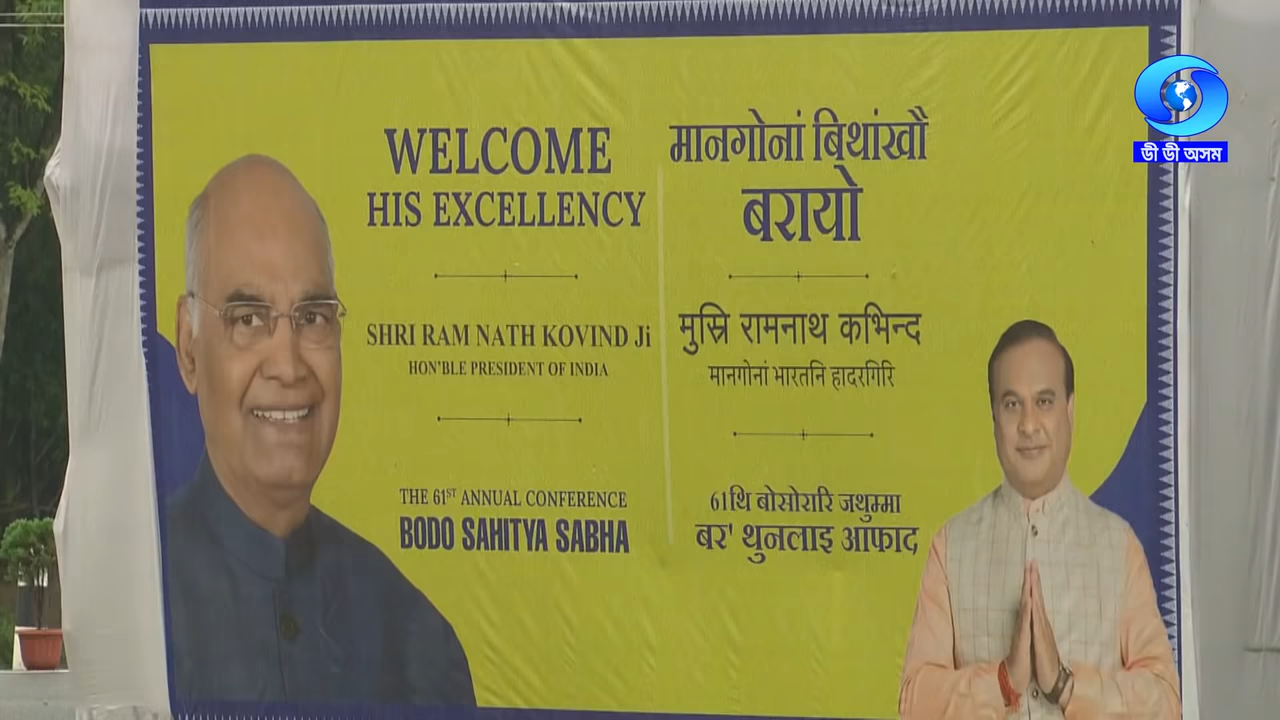 WELCOME
HIS EXCELLENCY
SHRI RAM NATH KOVIND Ji
HON'BLE PRESIDENT OF INDIA
THE 61ST ANNUAL CONFERENCE
BODO SAHITYA SABHA
मानगोनां बिथांखौ
बरायो
मुस्रि रामनाथ कभिन्द
मानगोनां भारतनि हादरगिरि
61थि बोसोरारि जथुम्मा
बर' थुनलाइ आफाद
ডী ডী অসম